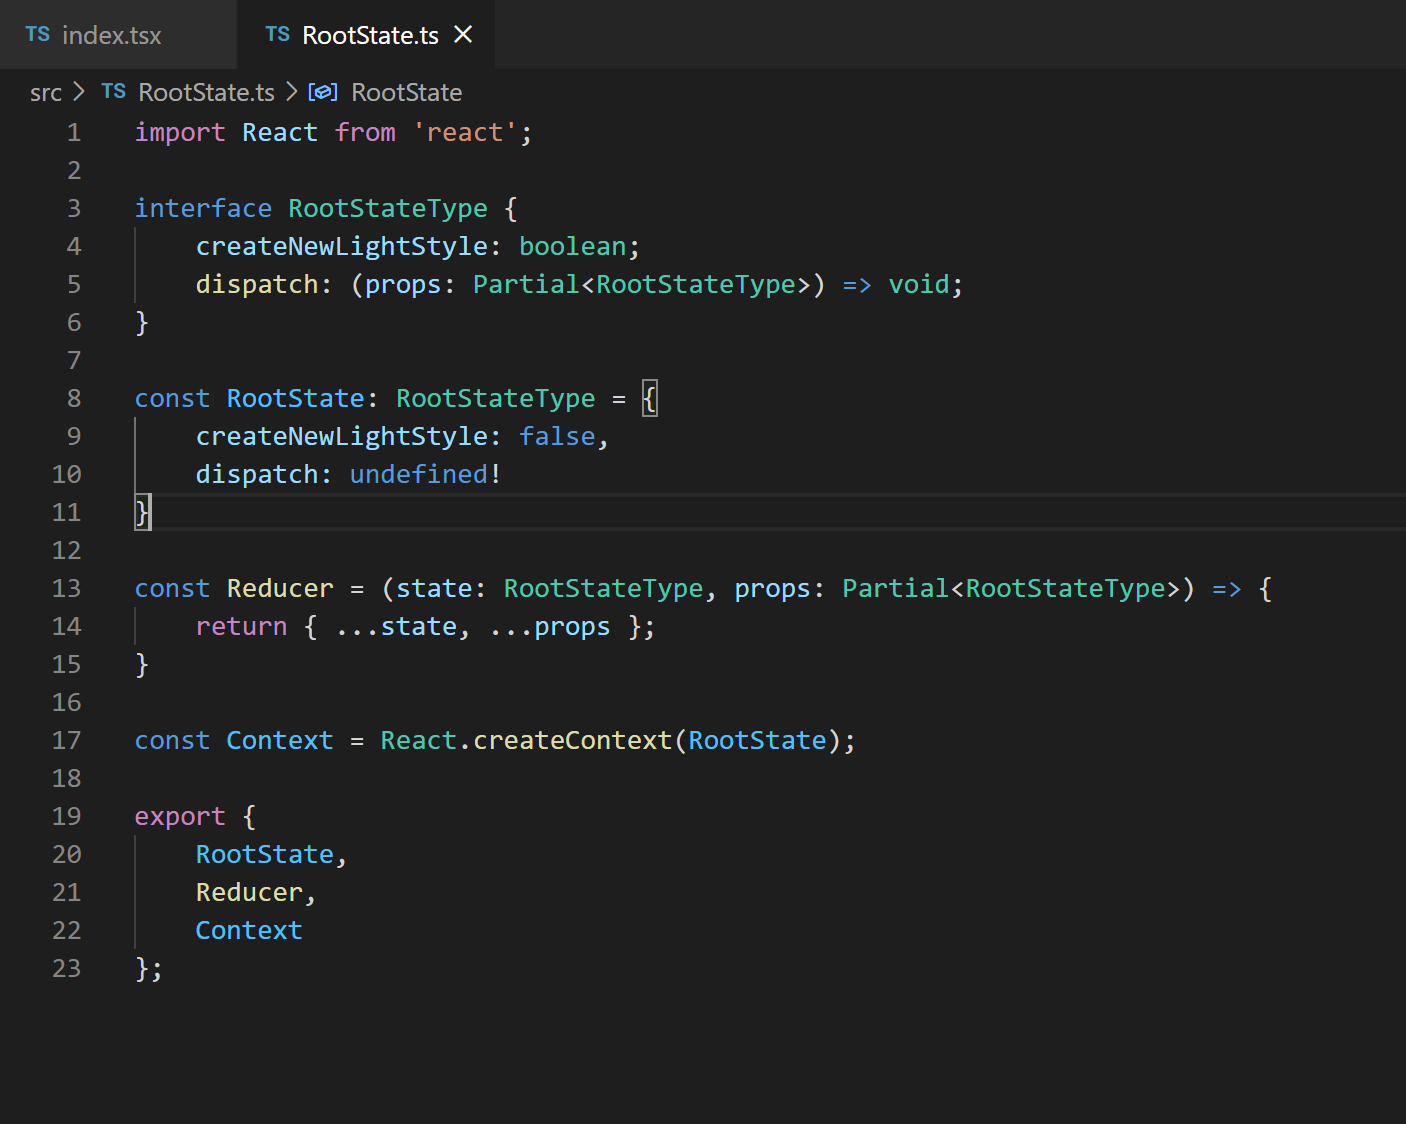 TS index.tsx TS RootState.ts ×
src > TS RootState.ts > RootState
1 import React from 'react';
2
3 interface RootStateType {
4 createNewLightStyle: boolean;
5 dispatch: (props: Partial<RootStateType>) => void;
6 }
7
8 const RootState: RootStateType = {
9 createNewLightStyle: false,
10 dispatch: undefined!
11 }
12
13 const Reducer = (state: RootStateType, props: Partial<RootStateType>) => {
14 return { ...state, ...props };
15 }
16
17 const Context = React.createContext(RootState);
18
19 export {
20 RootState,
21 Reducer,
22 Context
23 };